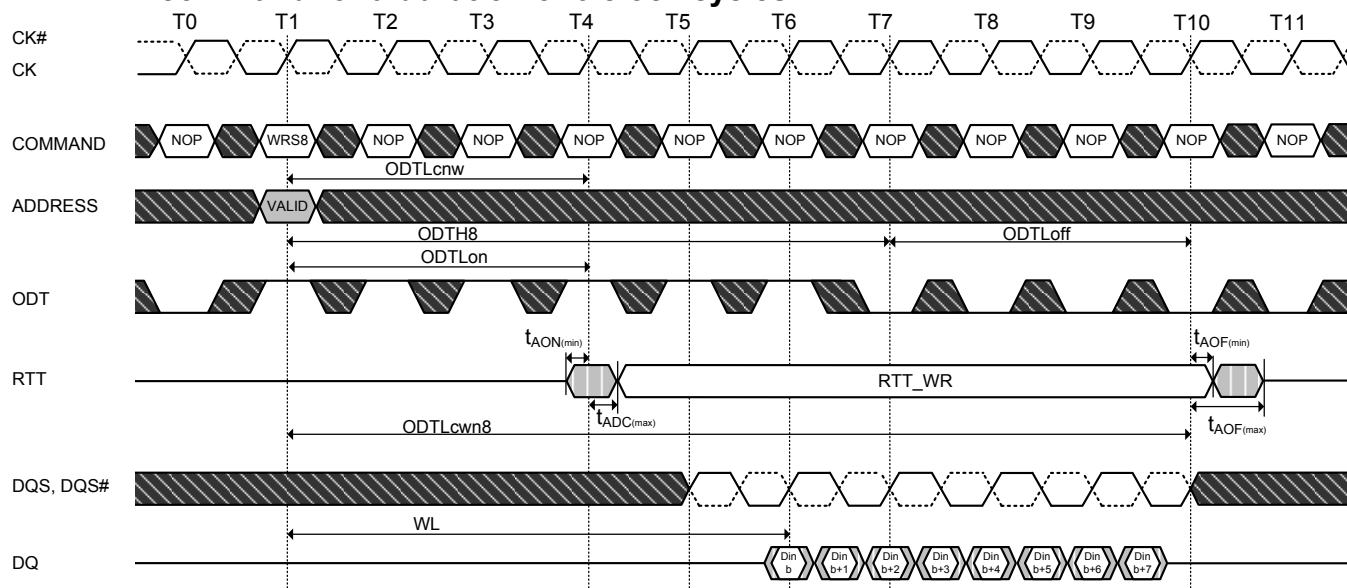 T0 T1 T2 T3 T4 T5 T6 T7 T8 T9 T10 T11
CK#
CK
COMMAND NOP WRS8 NOP NOP NOP NOP NOP NOP NOP NOP NOP NOP
ODTLcnw
ADDRESS VALID
ODTH8 ODTLoff
ODTLon
ODT
tAON(min) tAOF(min)
RTT RTT_WR
tADC(max) tAOF(max)
ODTLcwn8
DQS, DQS#
WL
DQ Din b Din b+1 Din b+2 Din b+3 Din b+4 Din b+5 Din b+6 Din b+7